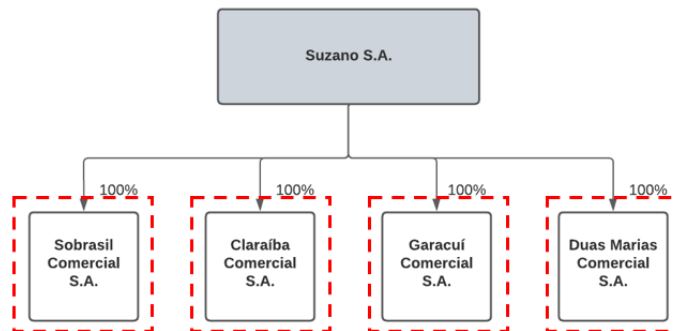 Suzano S.A.
100%
100%
100%
100%
Sobrasil
Comercial
S.A.
Claraíba
Comercial
S.A.
Garacuí
Comercial
S.A.
Duas Marias
Comercial
S.A.